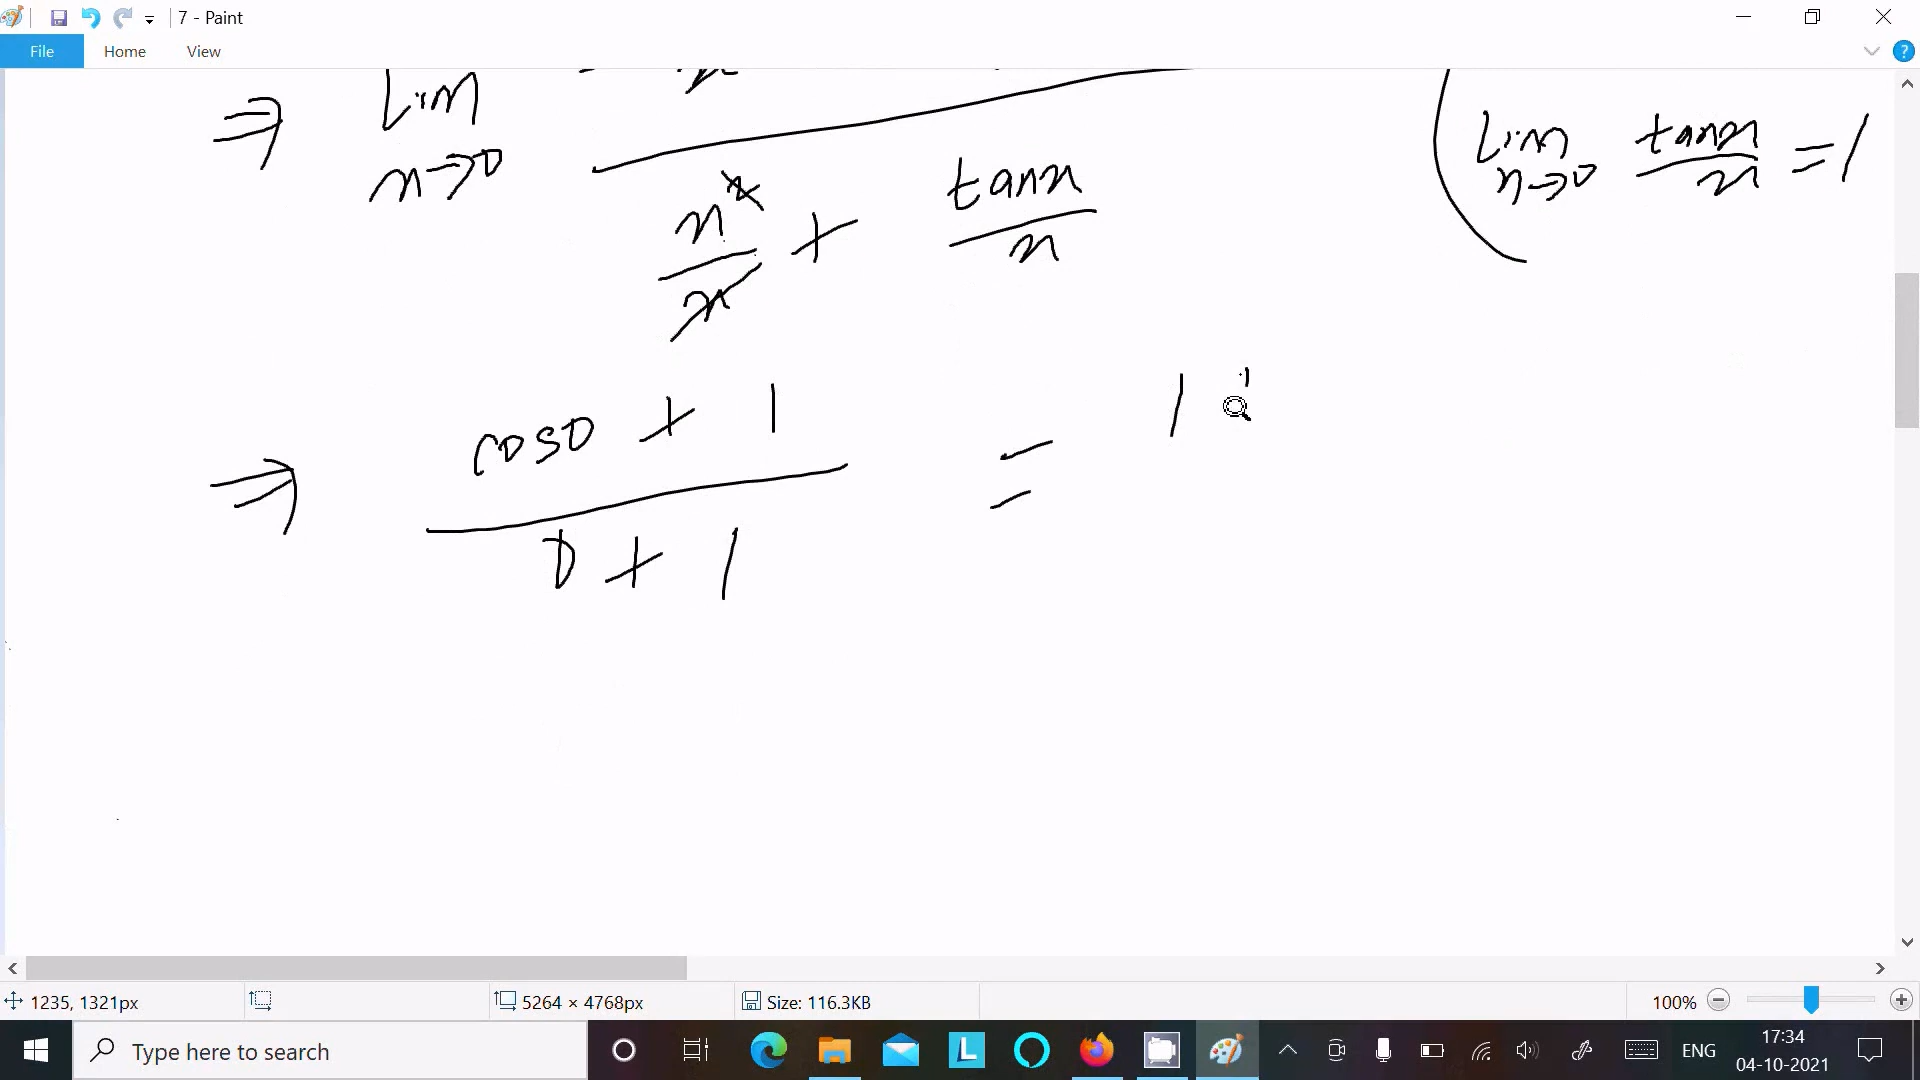 7 - Paint
File Home View
⇒ Lim x→0
x² / x + tanx / x
Lim x→0 tanx / x = 1
⇒ cos0 + 1 / 0 + 1 = 1
1235, 1321px 5264 × 4768px Size: 116.3KB 100%
Type here to search L ENG 17:34
04-10-2021